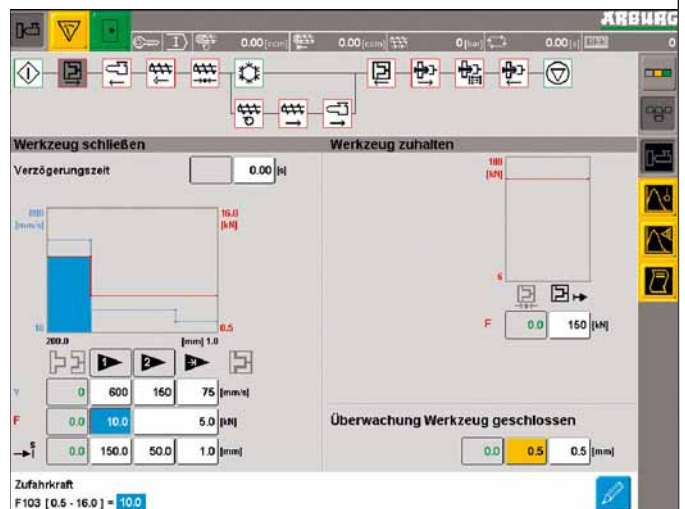 ARBURG
0.00 [ccm] 0.00 [ccm] 0 [bar] 0.00 [s] 0
Werkzeug schließen
Verzögerungszeit 0.00 [s]
800 [mm/s] 16.0 [kN]
10 0.5
200.0 [mm] 1.0
1 2
v 0 600 160 75 [mm/s]
F 0.0 10.0 5.0 [kN]
s 0.0 150.0 50.0 1.0 [mm]
Werkzeug zuhalten
180 [kN]
6
F 0.0 150 [kN]
Überwachung Werkzeug geschlossen
0.0 0.5 0.5 [mm]
Zufahrkraft
F103 [ 0.5 - 16.0 ] = 10.0